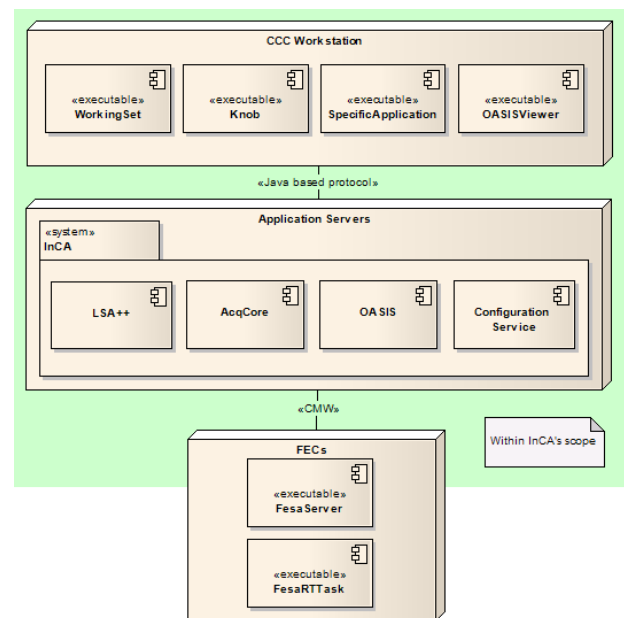 CCC Workstation
«executable»
WorkingSet
«executable»
Knob
«executable»
SpecificApplication
«executable»
OASISViewer
«Java based protocol»
Application Servers
«system»
InCA
LSA++
AcqCore
OASIS
Configuration
Service
«CMW»
Within InCA's scope
FECs
«executable»
FesaServer
«executable»
FesaRTTask